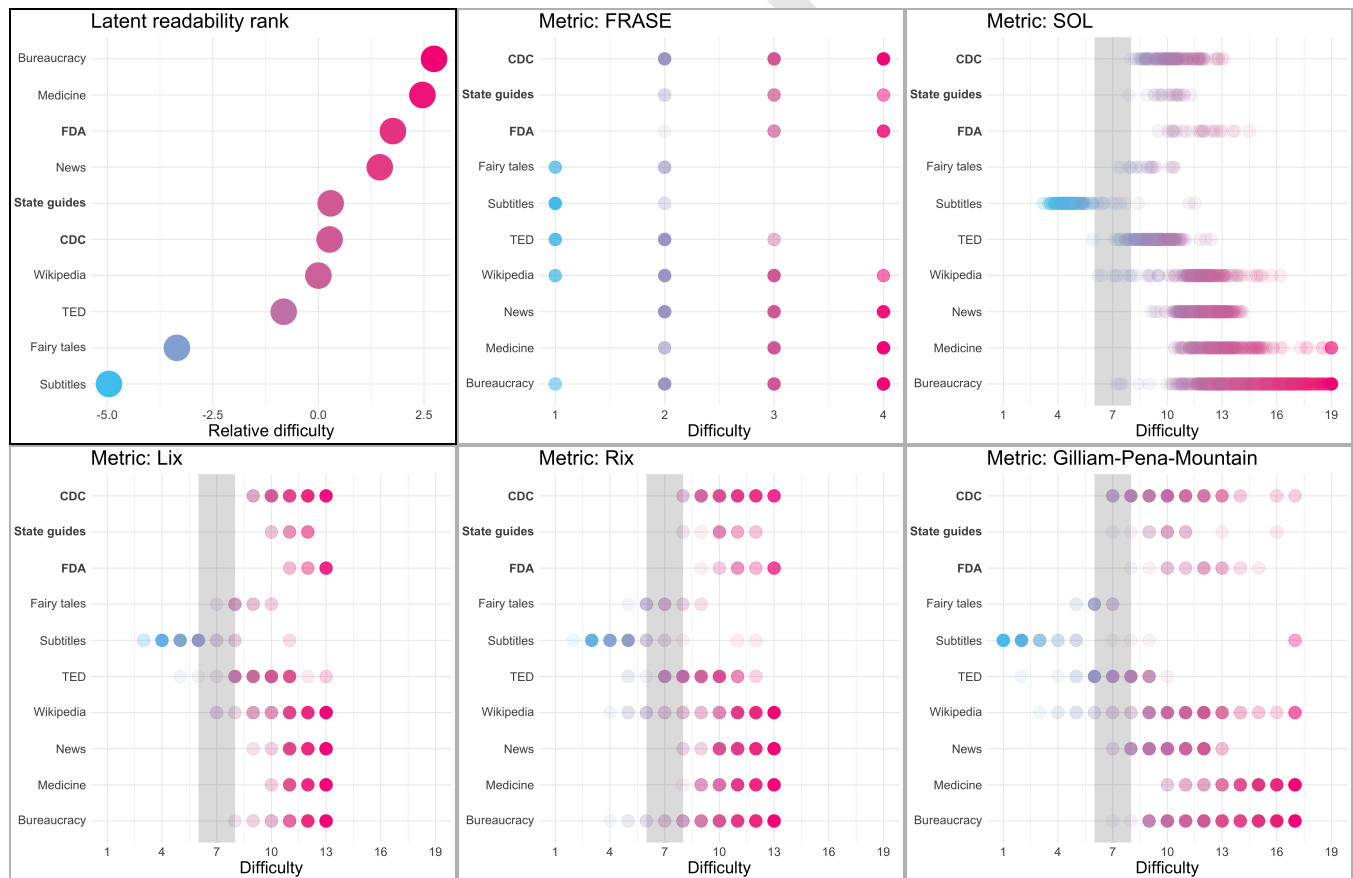 Latent readability rank
Bureaucracy
Medicine
FDA
News
State guides
CDC
Wikipedia
TED
Fairy tales
Subtitles
-5.0 -2.5 0.0 2.5
Relative difficulty
Metric: FRASE
CDC
State guides
FDA
Fairy tales
Subtitles
TED
Wikipedia
News
Medicine
Bureaucracy
1 2 3 4
Difficulty
Metric: SOL
CDC
State guides
FDA
Fairy tales
Subtitles
TED
Wikipedia
News
Medicine
Bureaucracy
1 4 7 10 13 16 19
Difficulty
Metric: Lix
CDC
State guides
FDA
Fairy tales
Subtitles
TED
Wikipedia
News
Medicine
Bureaucracy
1 4 7 10 13 16 19
Difficulty
Metric: Rix
CDC
State guides
FDA
Fairy tales
Subtitles
TED
Wikipedia
News
Medicine
Bureaucracy
1 4 7 10 13 16 19
Difficulty
Metric: Gilliam-Pena-Mountain
CDC
State guides
FDA
Fairy tales
Subtitles
TED
Wikipedia
News
Medicine
Bureaucracy
1 4 7 10 13 16 19
Difficulty